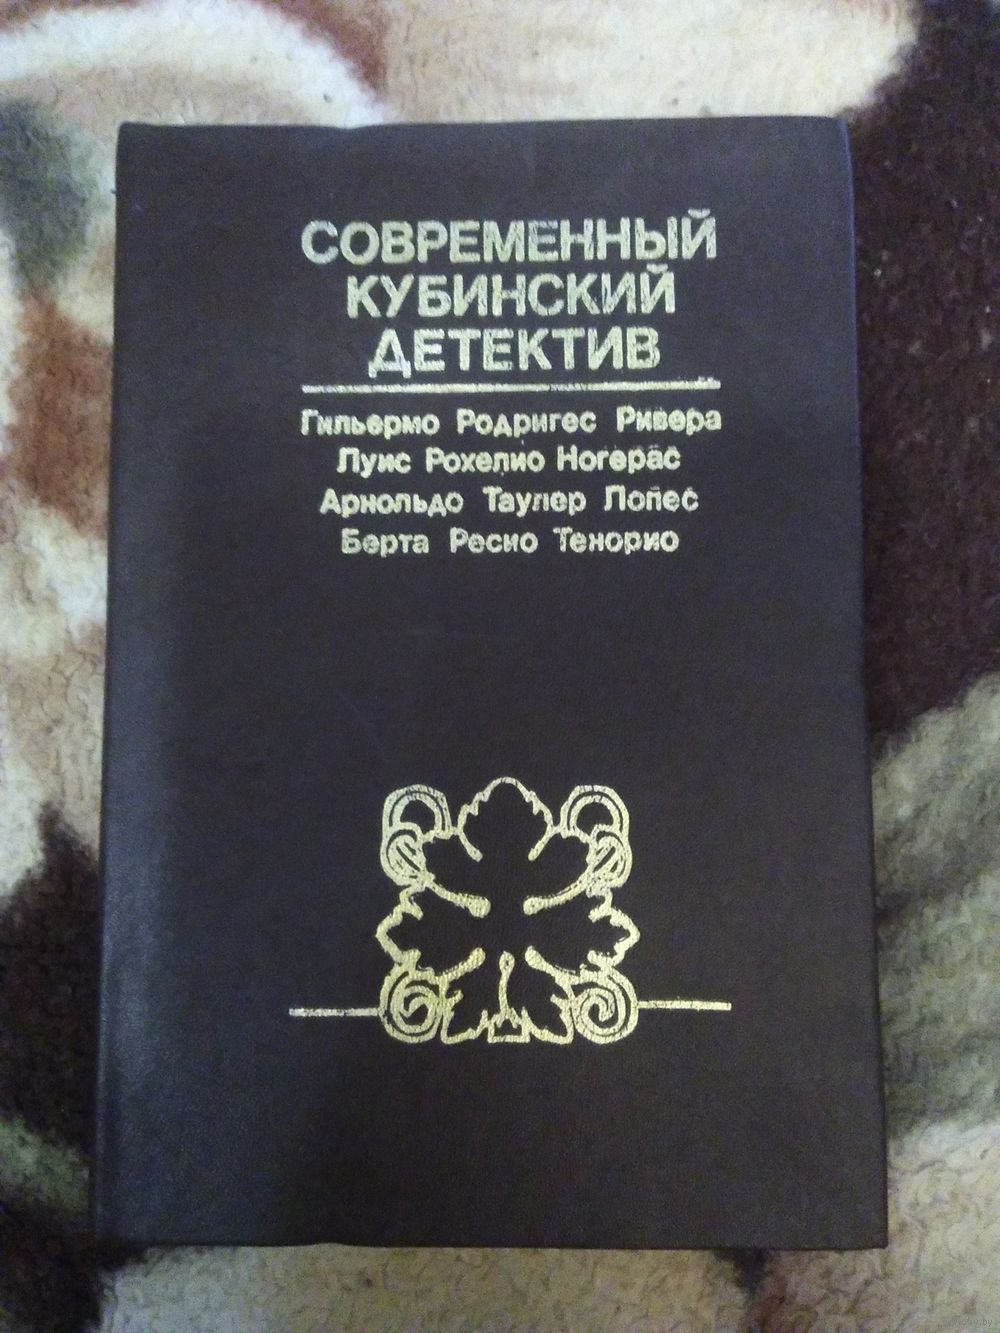 СОВРЕМЕННЫЙ
КУБИНСКИЙ
ДЕТЕКТИВ
Гильермо Родригес Ривера
Луис Рохелио Ногерас
Арнольдо Таулер Лопес
Берта Ресио Тенорио